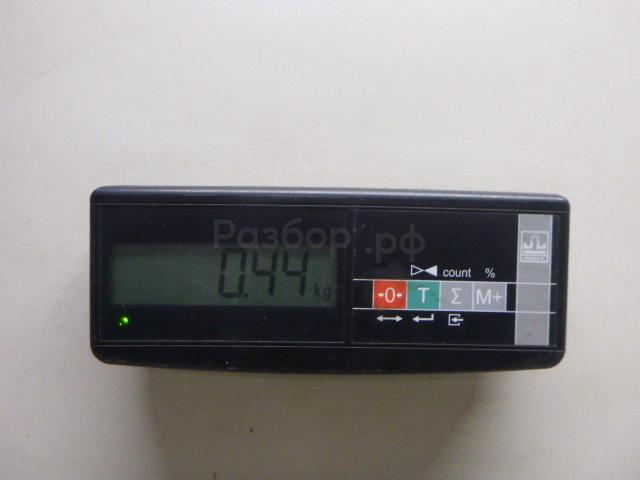 Разбор.рф
0.44 kg
count %
→0← T Σ M+